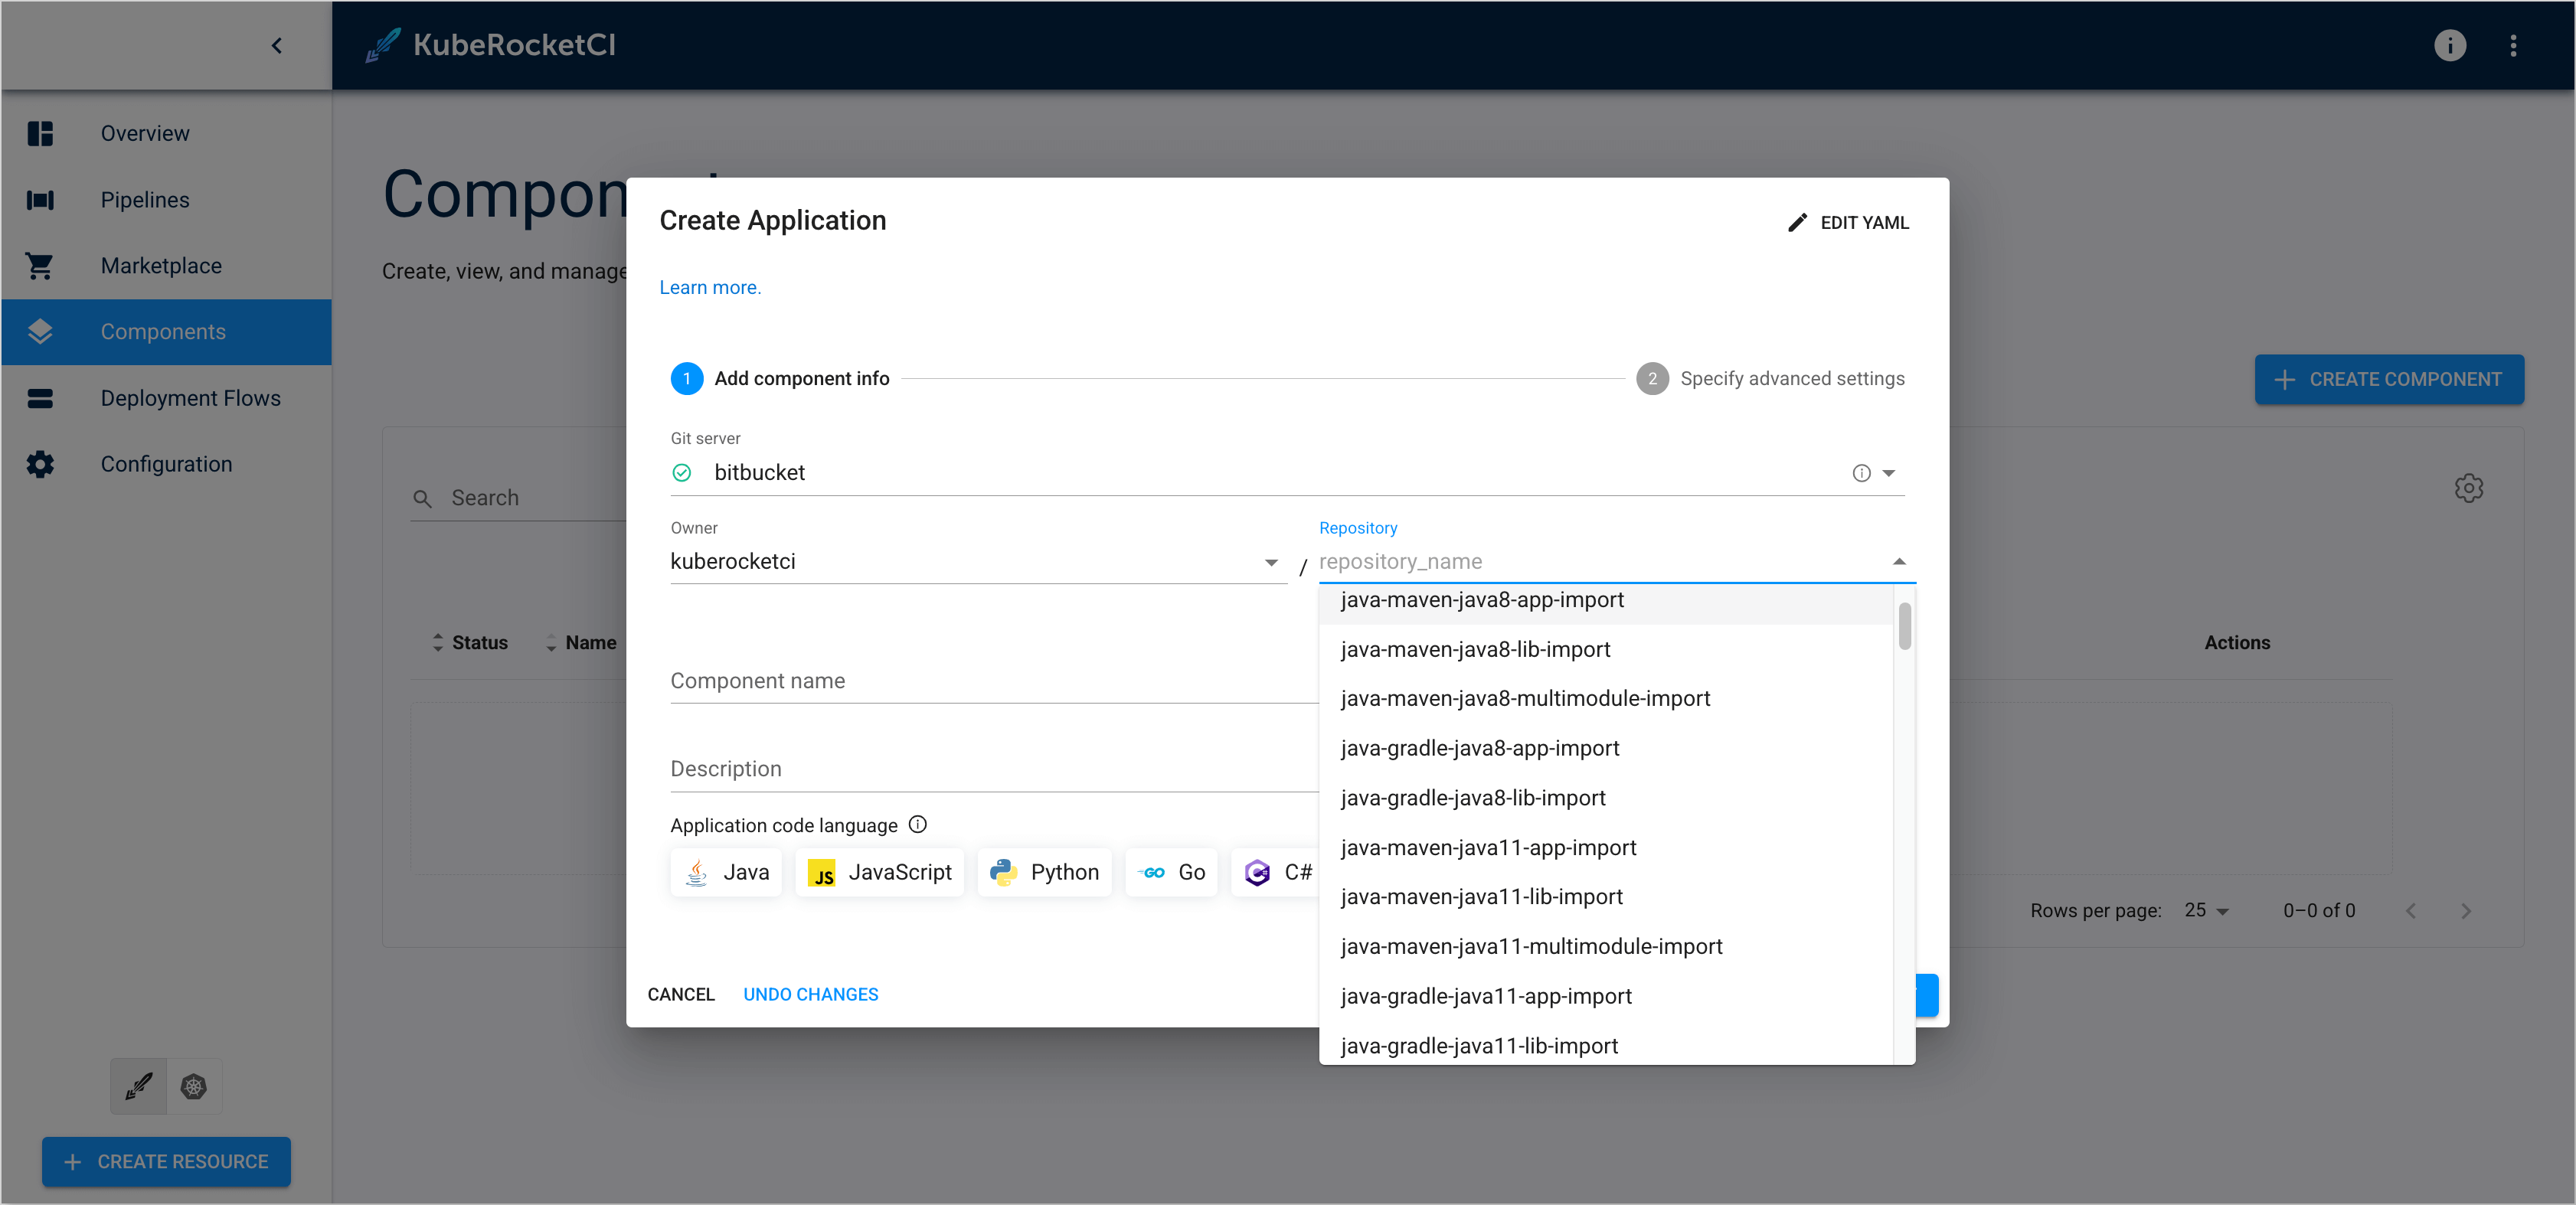 KubeRocketCI
Overview
Pipelines
Marketplace
Components
Deployment Flows
Configuration
CREATE RESOURCE
Create, view, and manage
CREATE COMPONENT
Search
Status
Name
Actions
Rows per page: 25 0–0 of 0
Create Application
EDIT YAML
Learn more.
1 Add component info
2 Specify advanced settings
Git server
bitbucket
Owner
kuberocketci
/
Repository
repository_name
java-maven-java8-app-import
java-maven-java8-lib-import
java-maven-java8-multimodule-import
java-gradle-java8-app-import
java-gradle-java8-lib-import
java-maven-java11-app-import
java-maven-java11-lib-import
java-maven-java11-multimodule-import
java-gradle-java11-app-import
java-gradle-java11-lib-import
Component name
Description
Application code language
Java
JS JavaScript
Python
GO Go
C#
CANCEL
UNDO CHANGES